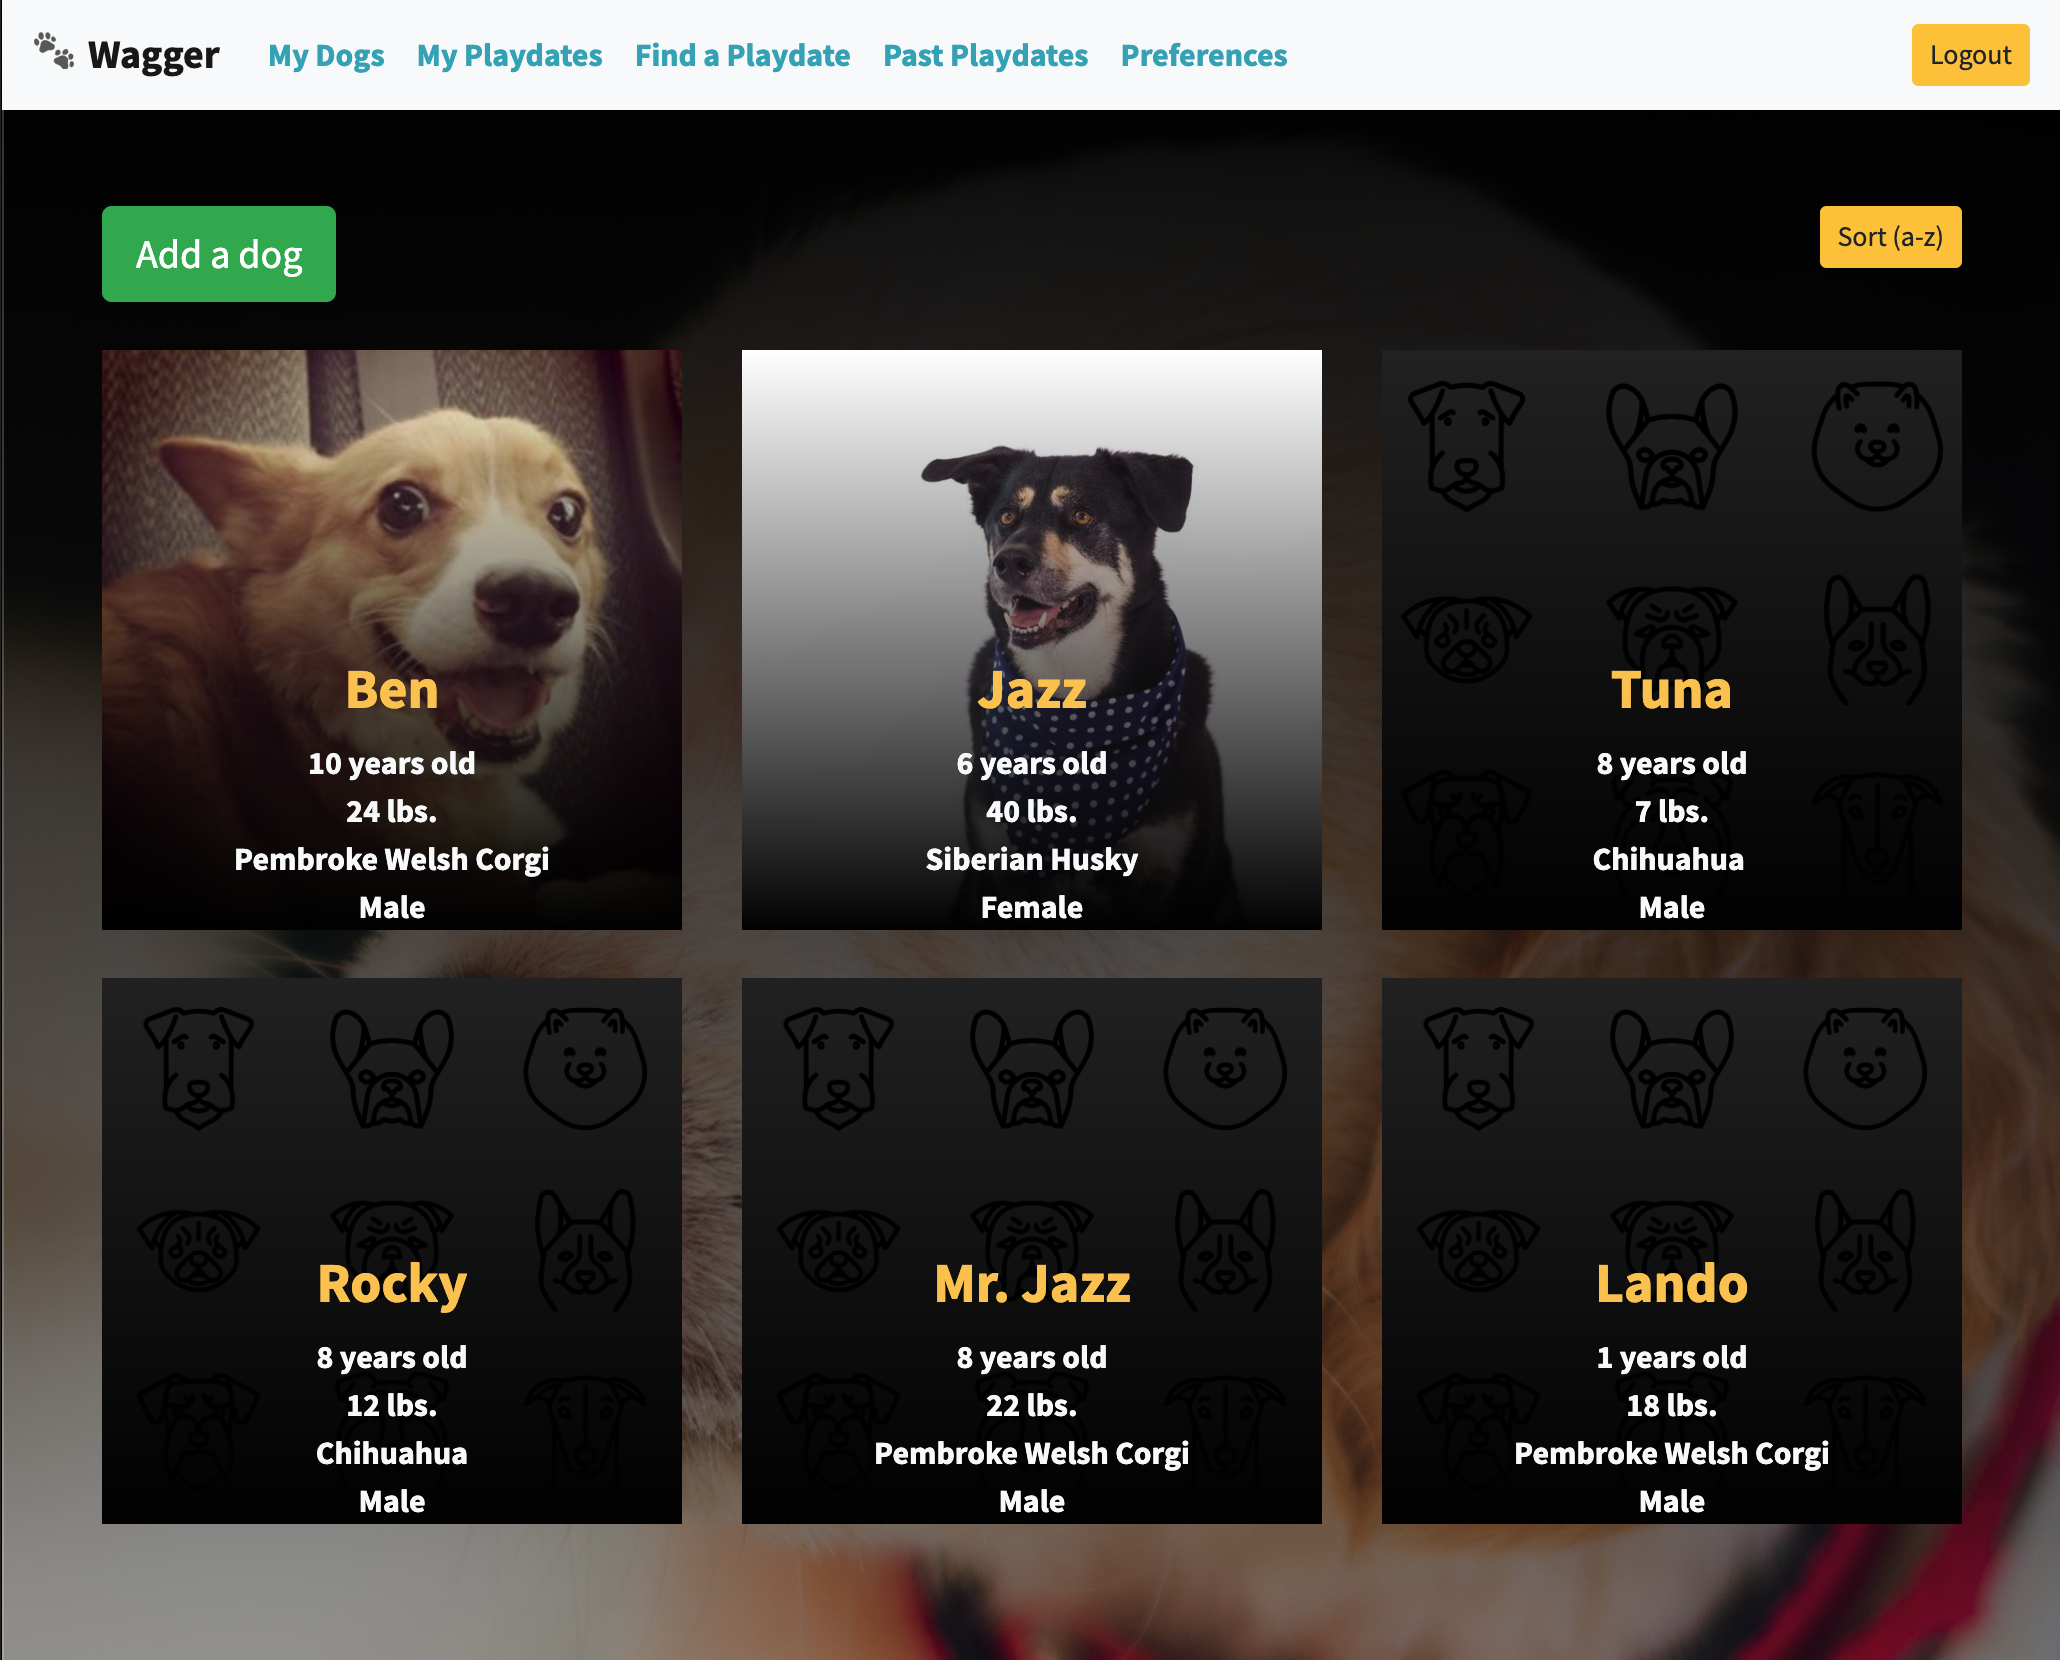 Wagger My Dogs My Playdates Find a Playdate Past Playdates Preferences Logout
Add a dog Sort (a-z)
Ben
10 years old
24 lbs.
Pembroke Welsh Corgi
Male
Jazz
6 years old
40 lbs.
Siberian Husky
Female
Tuna
8 years old
7 lbs.
Chihuahua
Male
Rocky
8 years old
12 lbs.
Chihuahua
Male
Mr. Jazz
8 years old
22 lbs.
Pembroke Welsh Corgi
Male
Lando
1 years old
18 lbs.
Pembroke Welsh Corgi
Male